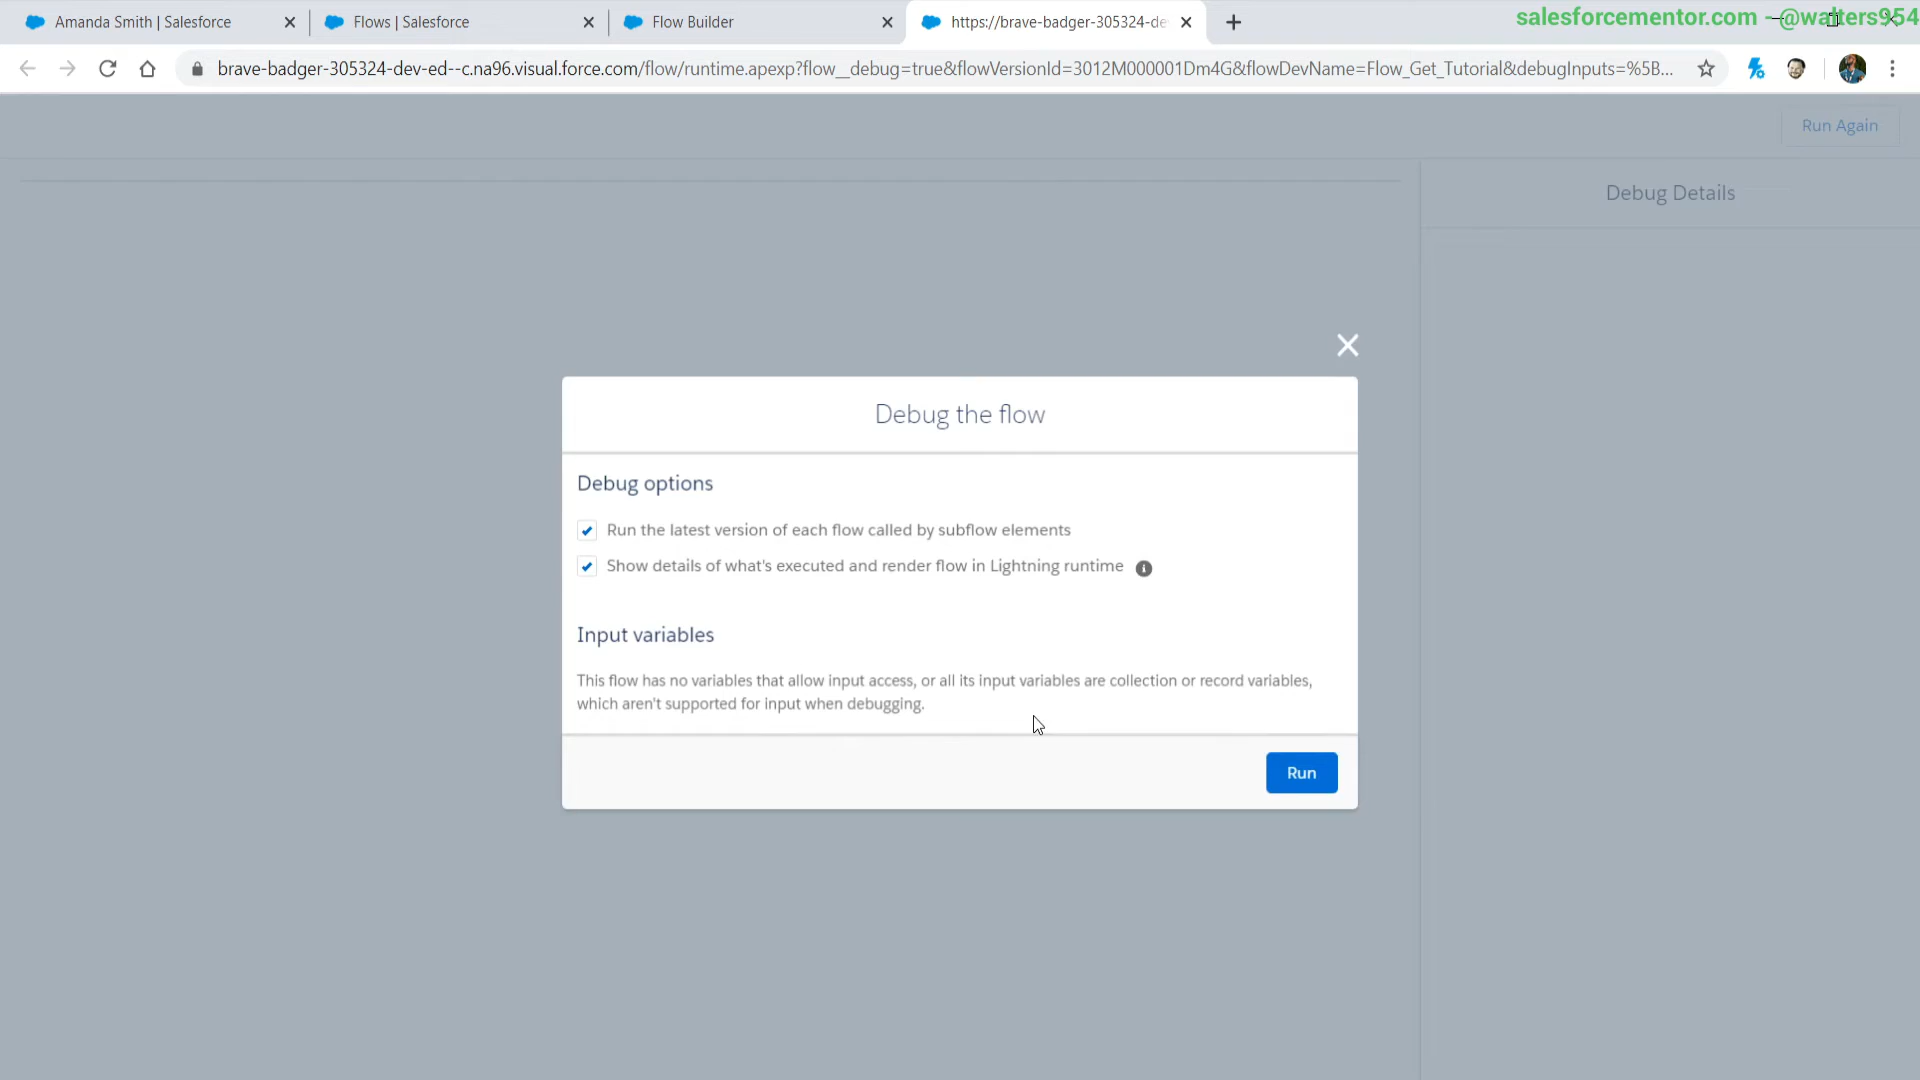 Amanda Smith | Salesforce
Flows | Salesforce
Flow Builder
https://brave-badger-305324-de
salesforcementor.com - @walters954
brave-badger-305324-dev-ed--c.na96.visual.force.com/flow/runtime.apexp?flow__debug=true&flowVersionId=3012M000001Dm4G&flowDevName=Flow_Get_Tutorial&debugInputs=%5B...
Run Again
Debug Details
Debug the flow
Debug options
Run the latest version of each flow called by subflow elements
Show details of what's executed and render flow in Lightning runtime
Input variables
This flow has no variables that allow input access, or all its input variables are collection or record variables,
which aren't supported for input when debugging.
Run